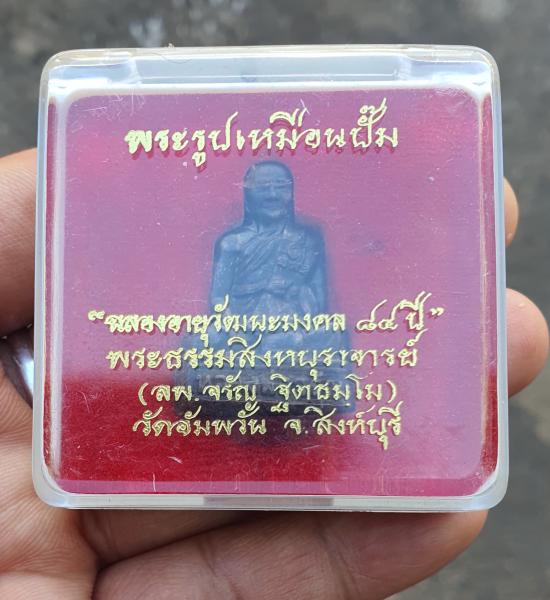 พระรูปเหมือนปั๊ม
"ฉลองอายุวัฒนะมงคล ๘๔ ปี"
พระธรรมสิงหบุราจารย์
(ลพ.จรัญ ฐิตธมฺโม)
วัดอัมพวัน จ.สิงห์บุรี